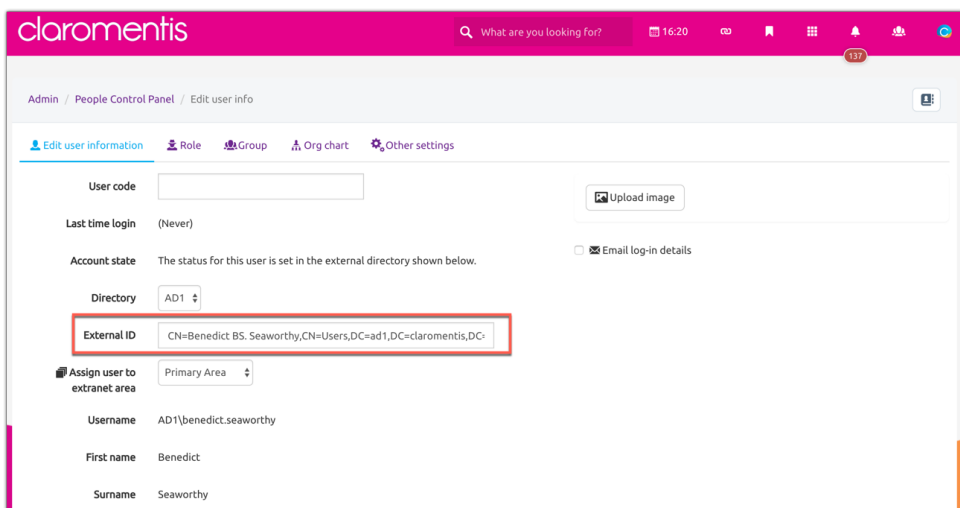 claromentis
What are you looking for?
16:20
137
Admin / People Control Panel / Edit user info
Edit user information
Role
Group
Org chart
Other settings
User code
Upload image
Last time login (Never)
Email log-in details
Account state The status for this user is set in the external directory shown below.
Directory AD1
External ID CN=Benedict BS. Seaworthy,CN=Users,DC=ad1,DC=claromentis,DC=
Assign user to Primary Area
extranet area
Username AD1\benedict.seaworthy
First name Benedict
Surname Seaworthy